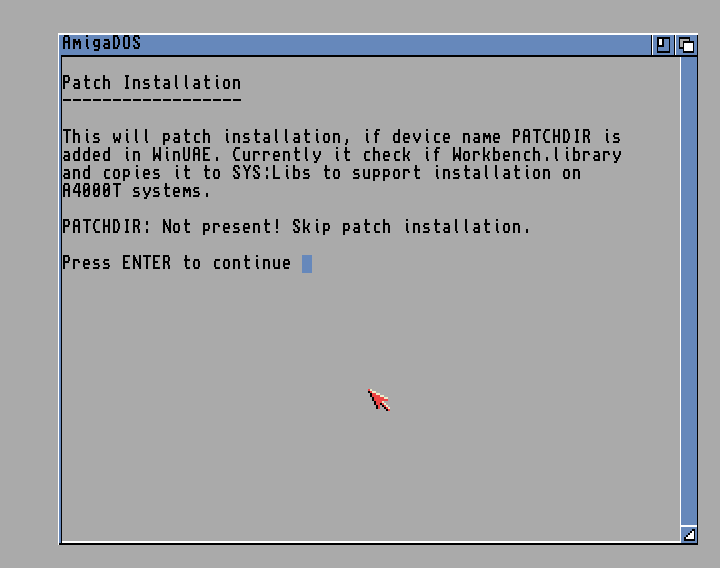 AmigaDOS
Patch Installation
------------------
This will patch installation, if device name PATCHDIR is
added in WinUAE. Currently it check if Workbench.library
and copies it to SYS:Libs to support installation on
A4000T systems.
PATCHDIR: Not present! Skip patch installation.
Press ENTER to continue